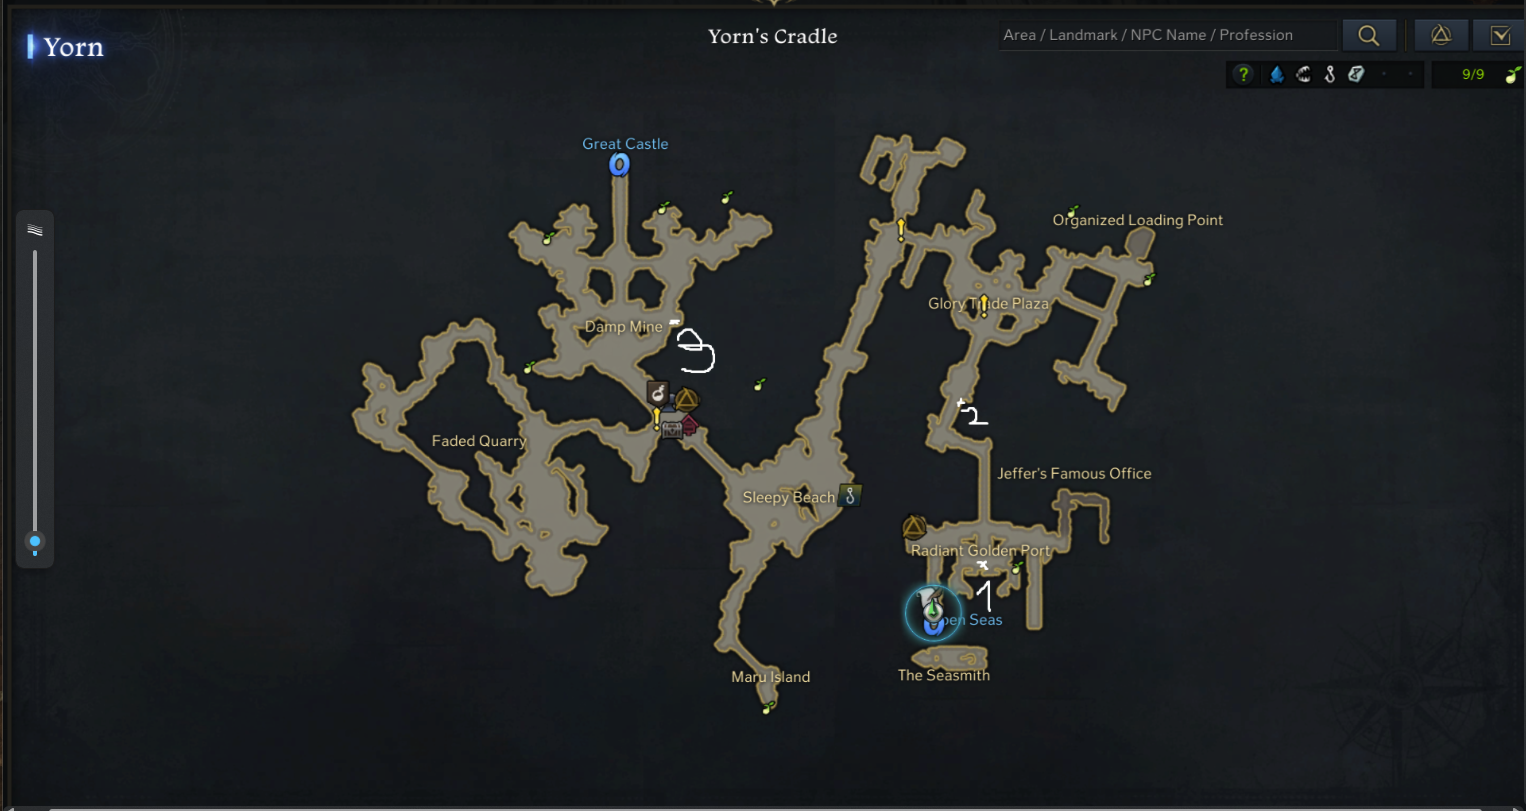 Yorn
Yorn's Cradle
Area / Landmark / NPC Name / Profession
?
9/9
Great Castle
Organized Loading Point
Glory Trade Plaza
Damp Mine
3
2
Faded Quarry
Jeffer's Famous Office
Sleepy Beach
Radiant Golden Port
x
1
Seas
The Seasmith
Maru Island